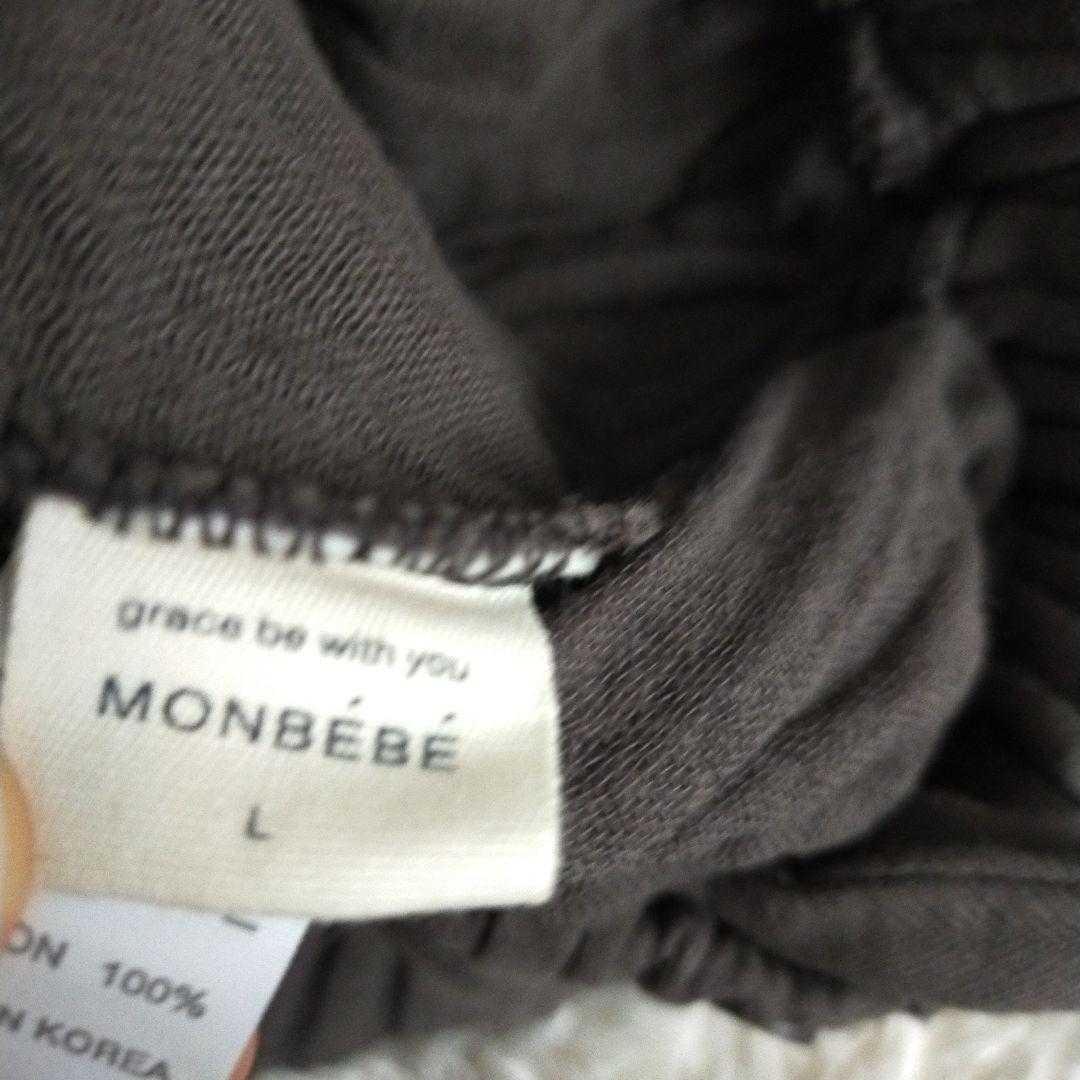 grace be with you
MONBÉBÉ
L
ON 100%
N KOREA